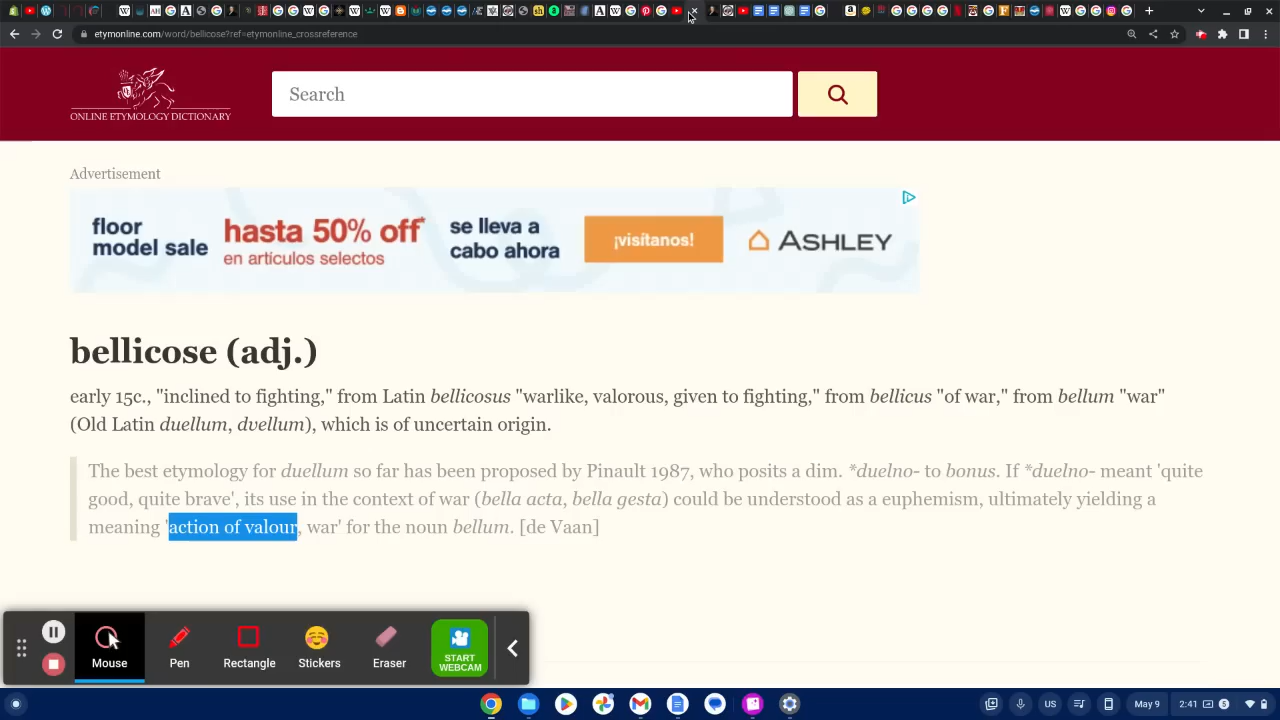 etymonline.com/word/bellicose?ref=etymonline_crossreference
ONLINE ETYMOLOGY DICTIONARY
Search
Advertisement
floor model sale
hasta 50% off*
en artículos selectos
se lleva a cabo ahora
¡visítanos!
ASHLEY
bellicose (adj.)
early 15c., "inclined to fighting," from Latin bellicosus "warlike, valorous, given to fighting," from bellicus "of war," from bellum "war"
(Old Latin duellum, dvellum), which is of uncertain origin.
The best etymology for duellum so far has been proposed by Pinault 1987, who posits a dim. *duelno- to bonus. If *duelno- meant 'quite
good, quite brave', its use in the context of war (bella acta, bella gesta) could be understood as a euphemism, ultimately yielding a
meaning 'action of valour, war' for the noun bellum. [de Vaan]
Mouse
Pen
Rectangle
Stickers
Eraser
START
WEBCAM
US
May 9
2:41